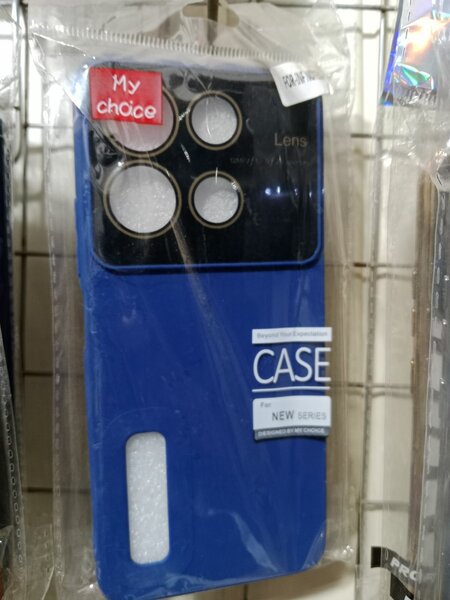 My
choice
Lens
Beyond Your Expectation
CASE
For
NEW SERIES
DESIGNED BY MY CHOICE